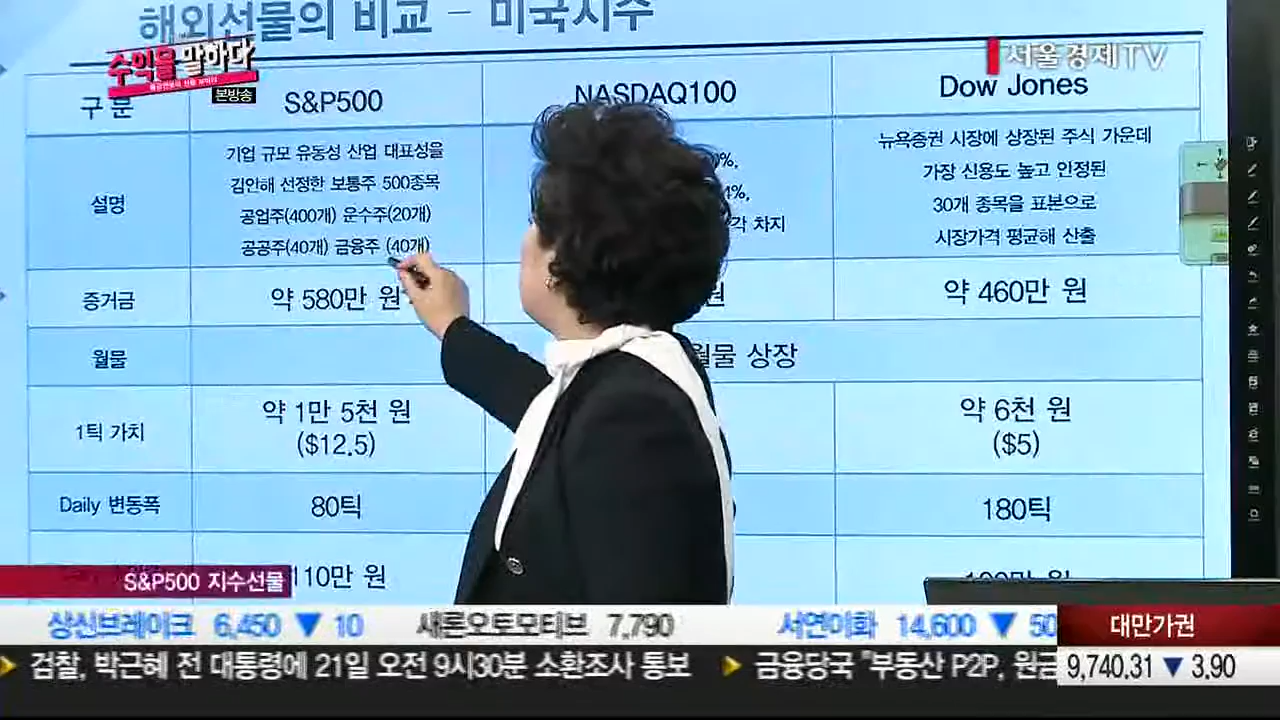 해외선물의 비교 - 미국지수
수익을 말하다
본방송
서울경제TV
구 분
S&P500
NASDAQ100
Dow Jones
설명
기업 규모 유동성 산업 대표성을
김안해 선정한 보통주 500종목
공업주(400개) 운수주(20개)
공공주(40개) 금융주 (40개)
0%,
4%,
각 차지
뉴욕증권 시장에 상장된 주식 가운데
가장 신용도 높고 안정된
30개 종목을 표본으로
시장가격 평균해 산출
증거금
약 580만 원
원
약 460만 원
월물
월물 상장
1틱 가치
약 1만 5천 원
($12.5)
약 6천 원
($5)
Daily 변동폭
80틱
180틱
110만 원
S&P500 지수선물
상신브레이크 6,450 ▼ 10 새론오토모티브 7,790 서연이화 14,600 ▼ 50
대만가권
검찰, 박근혜 전 대통령에 21일 오전 9시30분 소환조사 통보
금융당국 "부동산 P2P, 원금
9,740.31 ▼ 3.90